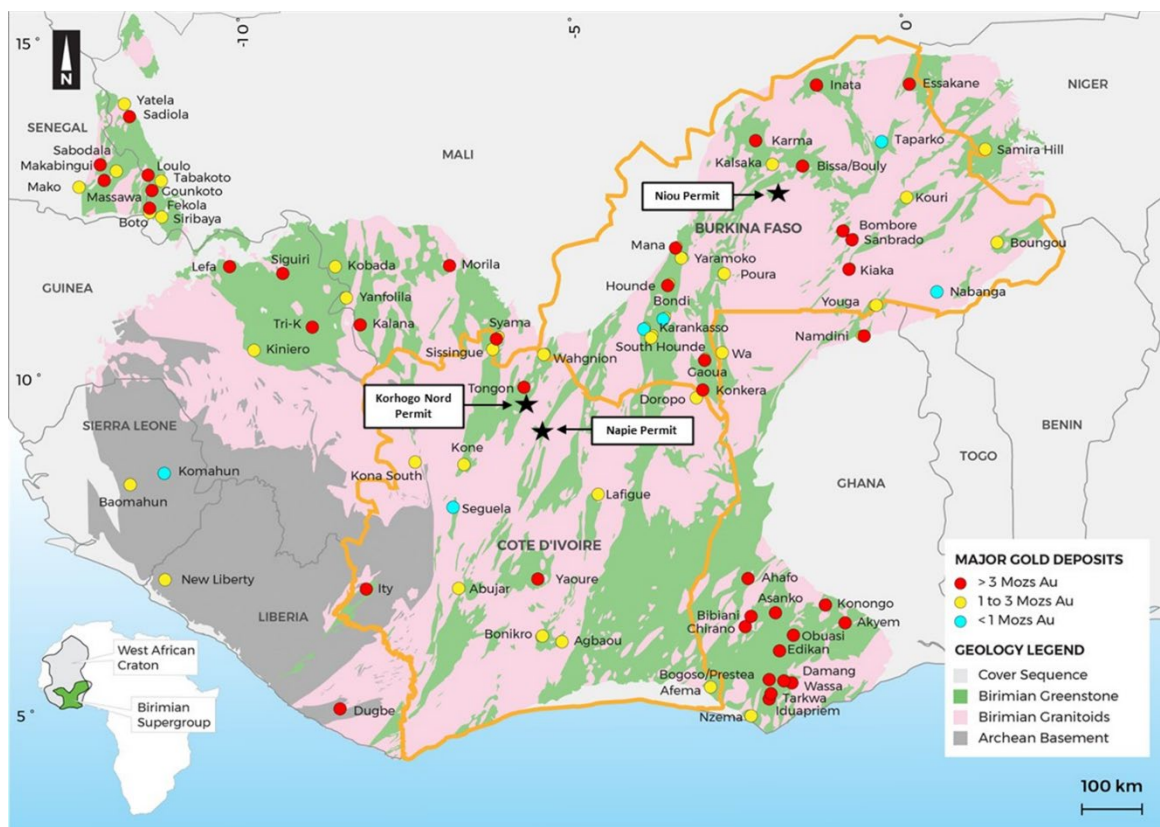 -10
-5
0
15°
N
NIGER
Yatela
Sadiola
Inata
Essakane
SENEGAL
MALI
Karma
Taparko
Sabodala
Makabingui
Loulo
Tabakoto
Kalsaka
Bissa/Bouly
Samira Hill
Mako
Massawa
Gounkoto
Niou Permit
Kouri
Fekola
Boto
Siribaya
BURKINA FASO
Bombore
Sanbrado
Boungou
Mana
Yaramoko
Lefa
Siguiri
Kobada
Morila
Poura
Kiaka
GUINEA
Hounde
Nabanga
Yanfolila
Bondi
Youga
Tri-K
Kalana
Syama
Karankasso
Namdini
Kiniero
Sissingue
Wahgnion
South Hounde
Wa
Gaoua
10°
Tongon
Konkera
Korhogo Nord
Permit
Doropo
SIERRA LEONE
Napie Permit
BENIN
Komahun
Kone
TOGO
Kona South
Baomahun
GHANA
Lafigue
Seguela
COTE D'IVOIRE
New Liberty
Ity
Abujar
Yaoure
Ahafo
LIBERIA
Asanko
Konongo
Bibiani
Chirano
Akyem
Bonikro
Agbaou
Obuasi
Edikan
Bogoso/Prestea
Damang
Afema
Wassa
Tarkwa
Dugbe
Nzema
Iduapriem
5°
West African
Craton
Birimian
Supergroup
MAJOR GOLD DEPOSITS
> 3 Mozs Au
1 to 3 Mozs Au
< 1 Mozs Au
GEOLOGY LEGEND
Cover Sequence
Birimian Greenstone
Birimian Granitoids
Archean Basement
100 km